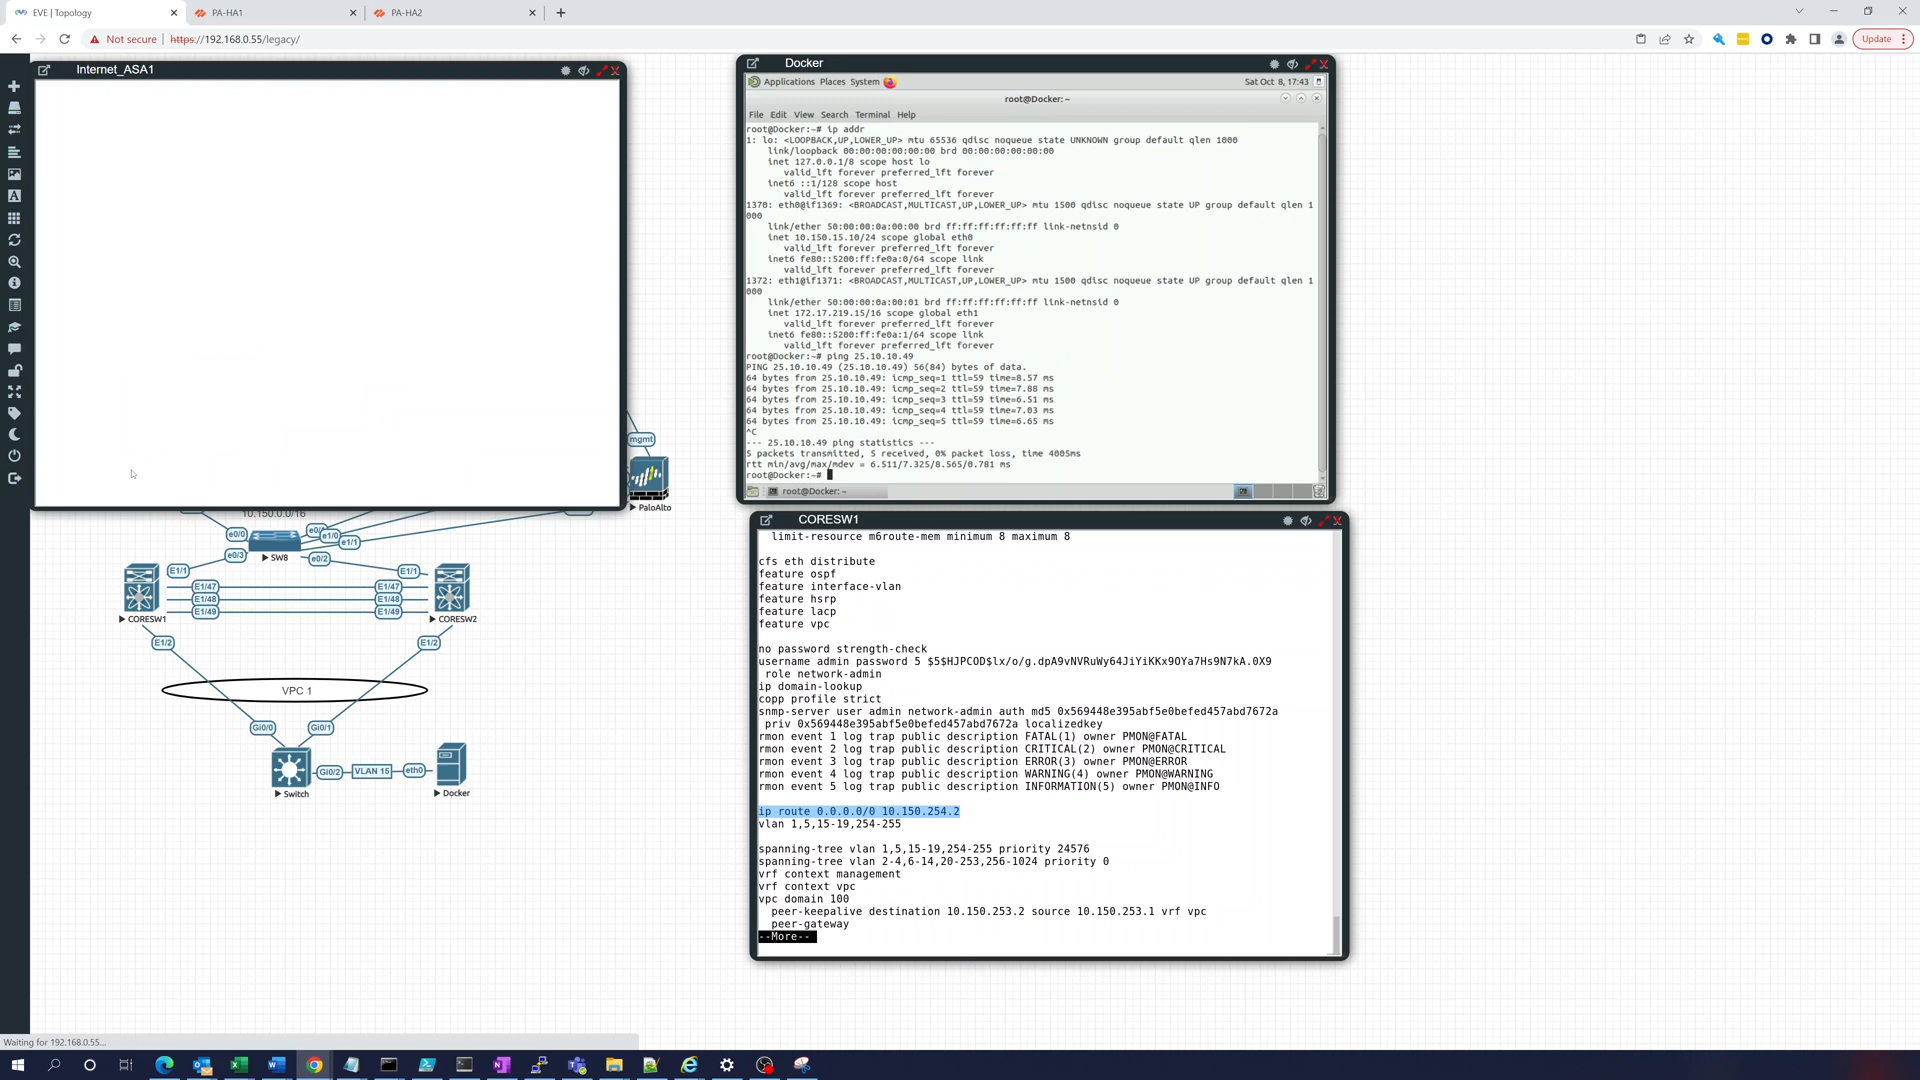 EVE | Topology
PA-HA1
PA-HA2
Not secure
https://192.168.0.55/legacy/
Update
Internet_ASA1
mgmt
PaloAlto
10.150.0.0/16
e0/0
e1/0
e1/1
SW8
e0/3
e0/2
E1/1
E1/1
E1/47
E1/47
E1/48
E1/48
E1/49
E1/49
CORESW1
CORESW2
E1/2
E1/2
VPC 1
Gi0/0
Gi0/1
Gi0/2
VLAN 15
eth0
Switch
Docker
Docker
Applications Places System
Sat Oct 8, 17:43
root@Docker: ~
File Edit View Search Terminal Help
root@Docker:~# ip addr
1: lo: <LOOPBACK,UP,LOWER_UP> mtu 65536 qdisc noqueue state UNKNOWN group default qlen 1000
link/loopback 00:00:00:00:00:00 brd 00:00:00:00:00:00
inet 127.0.0.1/8 scope host lo
valid_lft forever preferred_lft forever
inet6 ::1/128 scope host
valid_lft forever preferred_lft forever
1370: eth0@if1369: <BROADCAST,MULTICAST,UP,LOWER_UP> mtu 1500 qdisc noqueue state UP group default qlen 1
000
link/ether 50:00:00:0a:00:00 brd ff:ff:ff:ff:ff:ff link-netnsid 0
inet 10.150.15.10/24 scope global eth0
valid_lft forever preferred_lft forever
inet6 fe80::5200:ff:fe0a:0/64 scope link
valid_lft forever preferred_lft forever
1372: eth1@if1371: <BROADCAST,MULTICAST,UP,LOWER_UP> mtu 1500 qdisc noqueue state UP group default qlen 1
000
link/ether 50:00:00:0a:00:01 brd ff:ff:ff:ff:ff:ff link-netnsid 0
inet 172.17.219.15/16 scope global eth1
valid_lft forever preferred_lft forever
inet6 fe80::5200:ff:fe0a:1/64 scope link
valid_lft forever preferred_lft forever
root@Docker:~# ping 25.10.10.49
PING 25.10.10.49 (25.10.10.49) 56(84) bytes of data.
64 bytes from 25.10.10.49: icmp_seq=1 ttl=59 time=8.57 ms
64 bytes from 25.10.10.49: icmp_seq=2 ttl=59 time=7.88 ms
64 bytes from 25.10.10.49: icmp_seq=3 ttl=59 time=6.51 ms
64 bytes from 25.10.10.49: icmp_seq=4 ttl=59 time=7.03 ms
64 bytes from 25.10.10.49: icmp_seq=5 ttl=59 time=6.65 ms
^C
--- 25.10.10.49 ping statistics ---
5 packets transmitted, 5 received, 0% packet loss, time 4005ms
rtt min/avg/max/mdev = 6.511/7.325/8.565/0.781 ms
root@Docker:~#
root@Docker: ~
CORESW1
limit-resource m6route-mem minimum 8 maximum 8
cfs eth distribute
feature ospf
feature interface-vlan
feature hsrp
feature lacp
feature vpc
no password strength-check
username admin password 5 $5$HJPCOD$lx/o/g.dpA9vNVRuWy64JiYiKKx9OYa7Hs9N7kA.0X9
role network-admin
ip domain-lookup
copp profile strict
snmp-server user admin network-admin auth md5 0x569448e395abf5e0befed457abd7672a
priv 0x569448e395abf5e0befed457abd7672a localizedkey
rmon event 1 log trap public description FATAL(1) owner PMON@FATAL
rmon event 2 log trap public description CRITICAL(2) owner PMON@CRITICAL
rmon event 3 log trap public description ERROR(3) owner PMON@ERROR
rmon event 4 log trap public description WARNING(4) owner PMON@WARNING
rmon event 5 log trap public description INFORMATION(5) owner PMON@INFO
ip route 0.0.0.0/0 10.150.254.2
vlan 1,5,15-19,254-255
spanning-tree vlan 1,5,15-19,254-255 priority 24576
spanning-tree vlan 2-4,6-14,20-253,256-1024 priority 0
vrf context management
vrf context vpc
vpc domain 100
peer-keepalive destination 10.150.253.2 source 10.150.253.1 vrf vpc
peer-gateway
--More--
Waiting for 192.168.0.55...